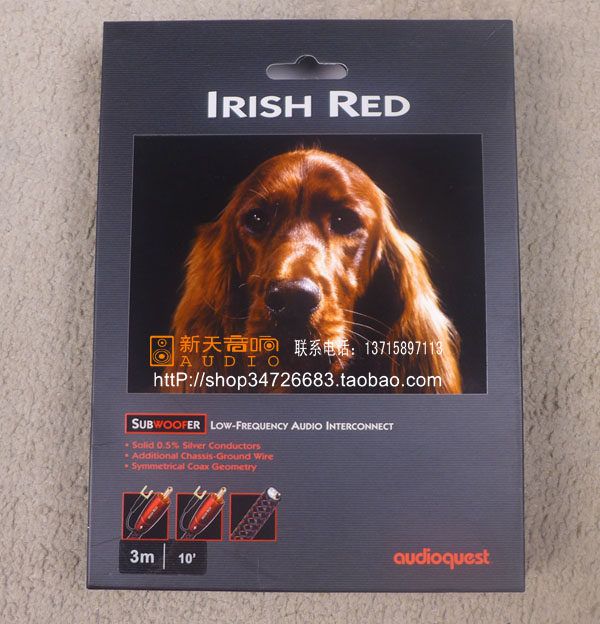 IRISH RED
新天音响
AUDIO
联系电话：13715897113
httP://shop34726683.taobao.com
SUBWOOFER LOW-FREQUENCY AUDIO INTERCONNECT
• Solid 0.5% Silver Conductors
• Additional Chassis-Ground Wire
• Symmetrical Coax Geometry
3m 10'
audioquest